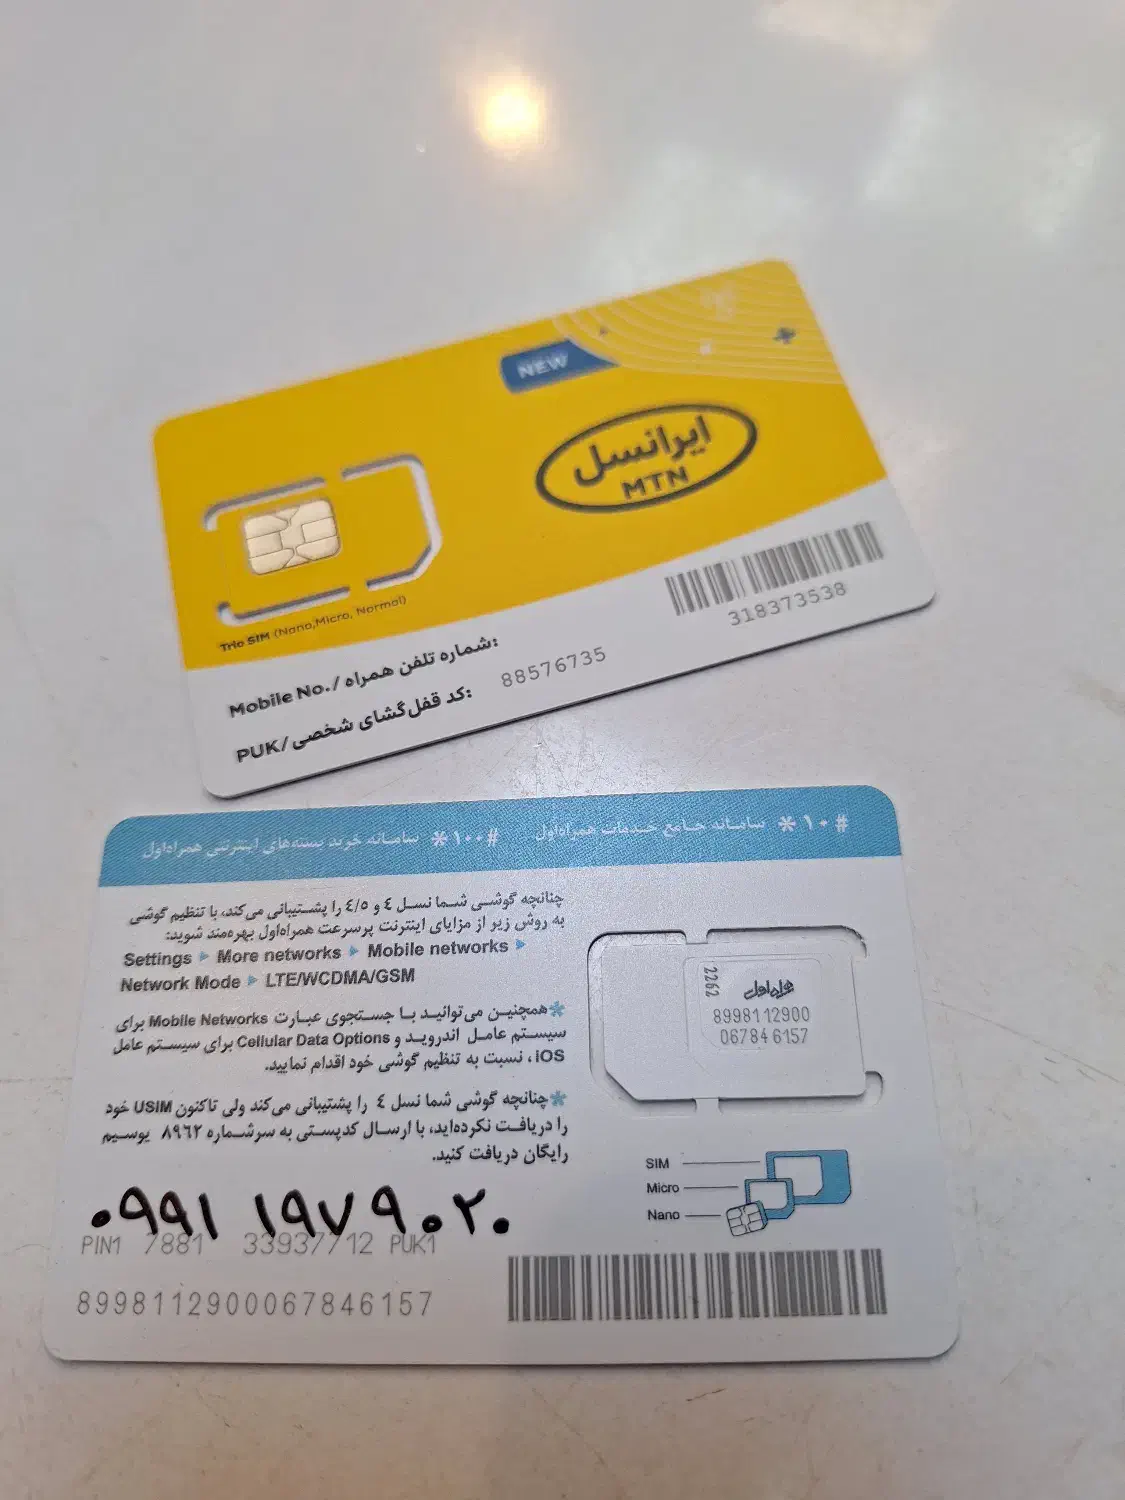 NEW
ایرانسل
MTN
318373538
Trio SIM (Nano,Micro, Normal)
Mobile No./ شماره تلفن همراه:
88576735
PUK/ کد قفل‌گشای شخصی:
*۱۰# سامانه جامع خدمات همراه‌اول
*۱۰۰# سامانه خرید بسته‌های اینترنتی همراه‌اول
چنانچه گوشی شما نسل ٤ و ٤/٥ را پشتیبانی می‌کند، با تنظیم گوشی
به روش زیر از مزایای اینترنت پرسرعت همراه‌اول بهره‌مند شوید:
Settings ► More networks ► Mobile networks ►
Network Mode ► LTE/WCDMA/GSM
*همچنین می‌توانید با جستجوی عبارت Mobile Networks برای
سیستم عامل اندروید و Cellular Data Options برای سیستم عامل
iOS، نسبت به تنظیم گوشی خود اقدام نمایید.
*چنانچه گوشی شما نسل ٤ را پشتیبانی می‌کند ولی تاکنون USIM خود
را دریافت نکرده‌اید، با ارسال کدپستی به سرشماره ۸۹۶۲ یوسیم
رایگان دریافت کنید.
2262
همراه اول
8998112900
067846157
SIM
Micro
Nano
۰۹۹۱ ۱۹۷۹۰۲۰
PIN1 7881 33937712 PUK1
8998112900067846157